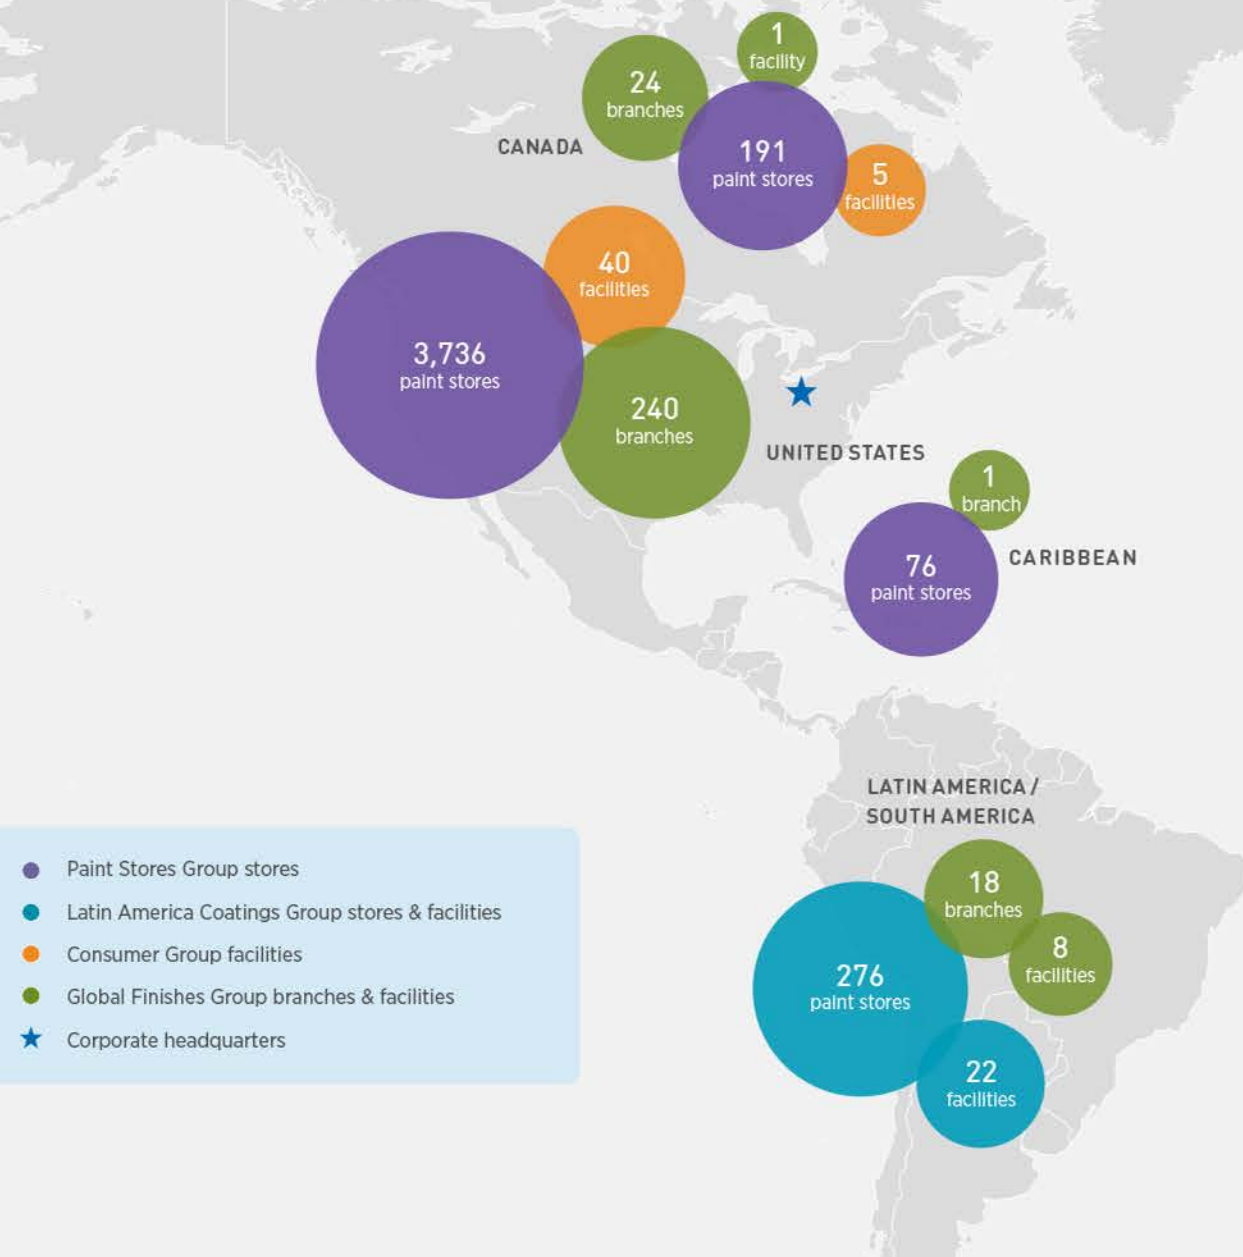 1
facility
24
branches
CANADA
191
paint stores
5
facilities
40
facilities
3,736
paint stores
240
branches
UNITED STATES
1
branch
CARIBBEAN
76
paint stores
LATIN AMERICA /
SOUTH AMERICA
18
branches
8
facilities
276
paint stores
22
facilities
Paint Stores Group stores
Latin America Coatings Group stores & facilities
Consumer Group facilities
Global Finishes Group branches & facilities
Corporate headquarters